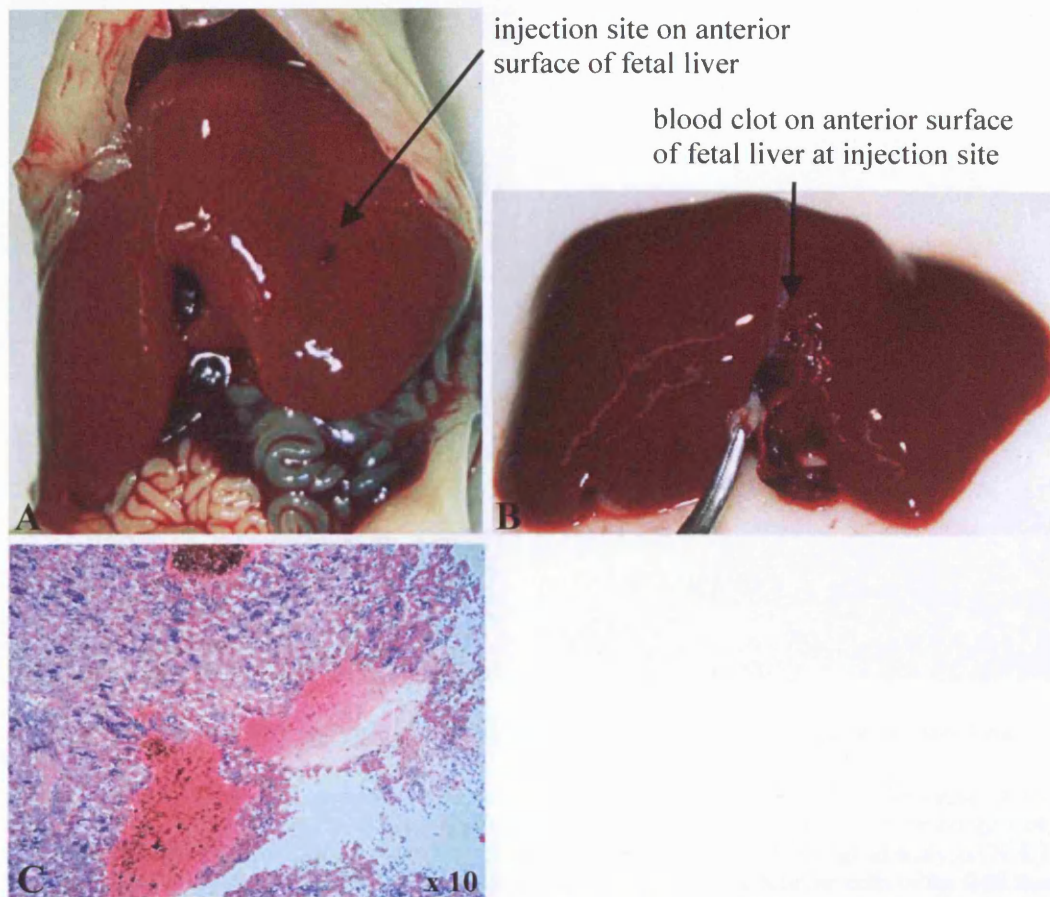 injection site on anterior
surface of fetal liver
blood clot on anterior surface
of fetal liver at injection site
A
B
C
x 10